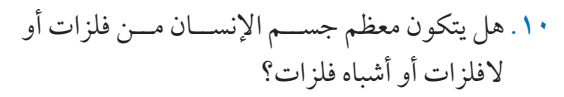 ١٠. هل يتكون معظم جسم الإنسان من فلزات أو
لافلزات أو أشباه فلزات؟